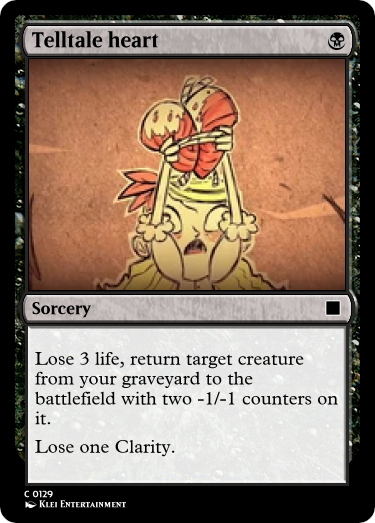 Telltale heart
Sorcery
Lose 3 life, return target creature
from your graveyard to the
battlefield with two -1/-1 counters on
it.
Lose one Clarity.
C 0129
KLEI ENTERTAINMENT